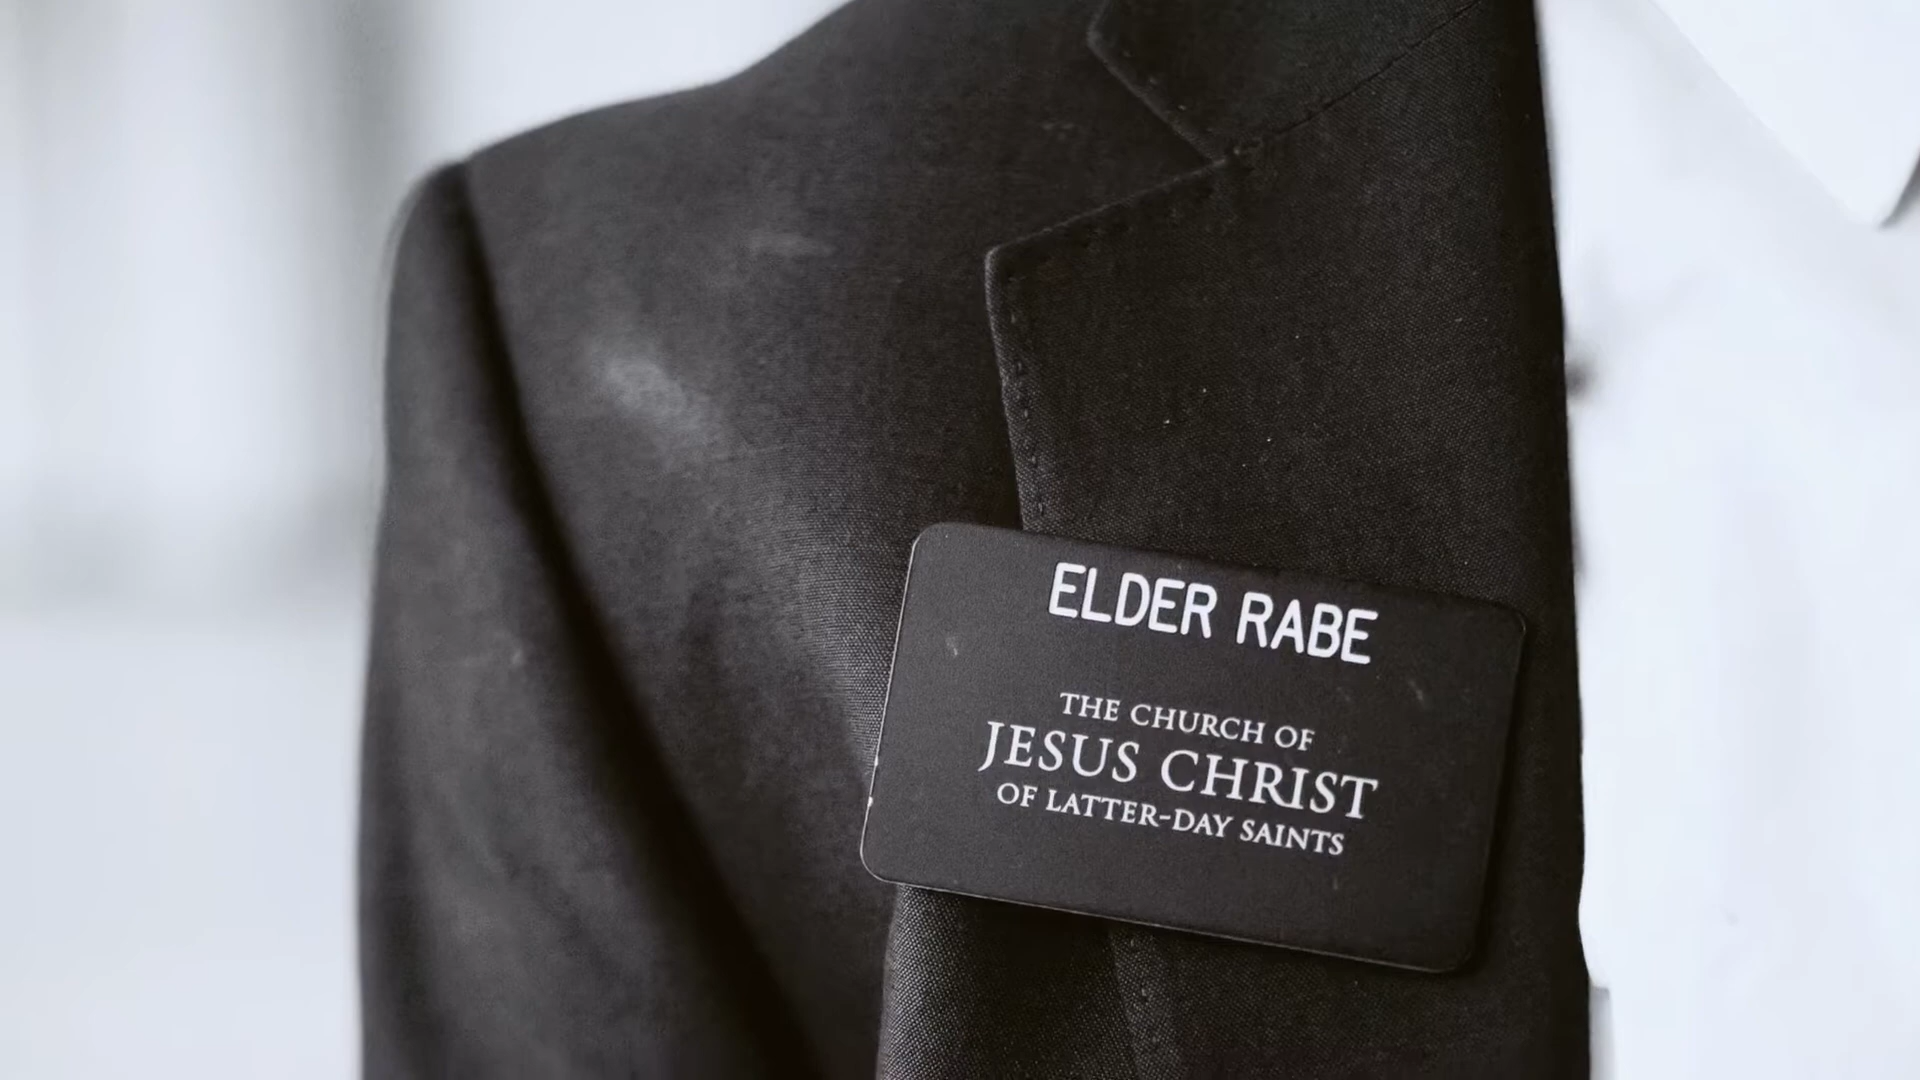 ELDER RABE
THE CHURCH OF
JESUS CHRIST
OF LATTER-DAY SAINTS